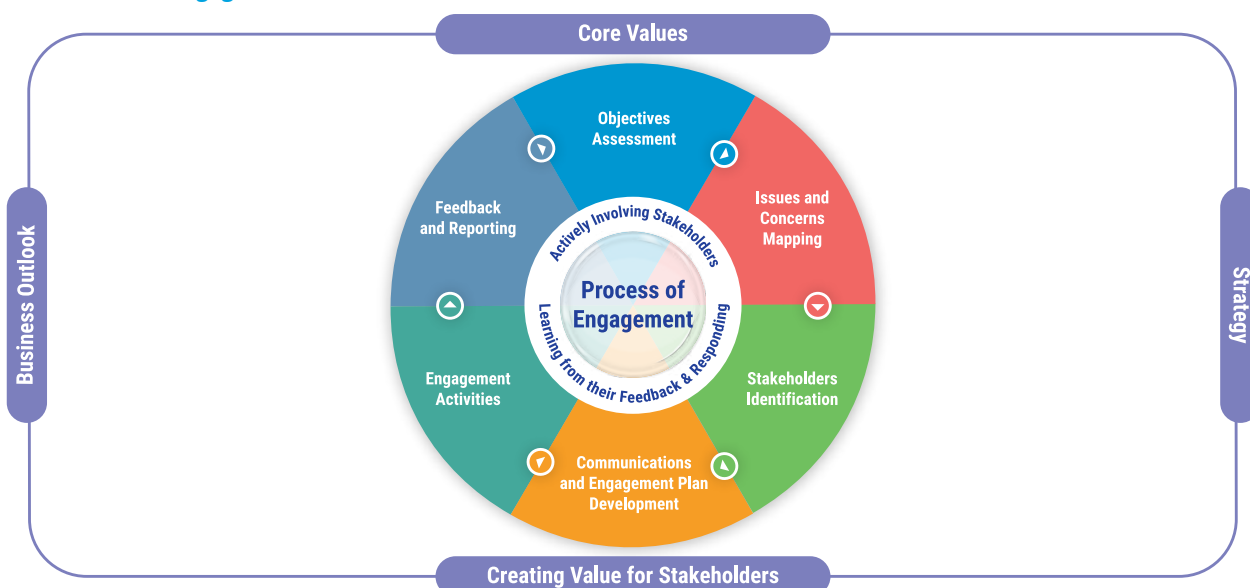 Core Values
Objectives
Assessment
Issues and
Concerns
Mapping
Feedback
and Reporting
Actively Involving Stakeholders
Process of
Engagement
Learning from their Feedback & Responding
Business Outlook
Strategy
Engagement
Activities
Stakeholders
Identification
Communications
and Engagement Plan
Development
Creating Value for Stakeholders